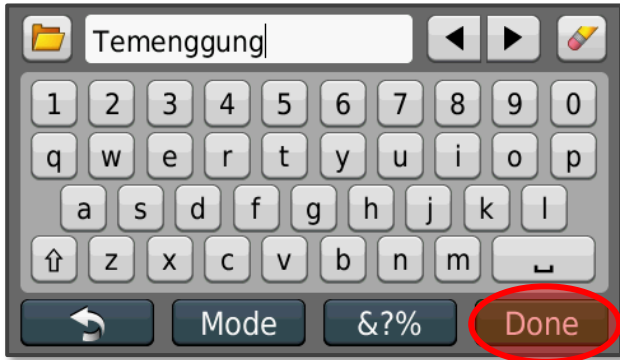 Temenggung
1 2 3 4 5 6 7 8 9 0
q w e r t y u i o p
a s d f g h j k l
z x c v b n m
Mode &?% Done